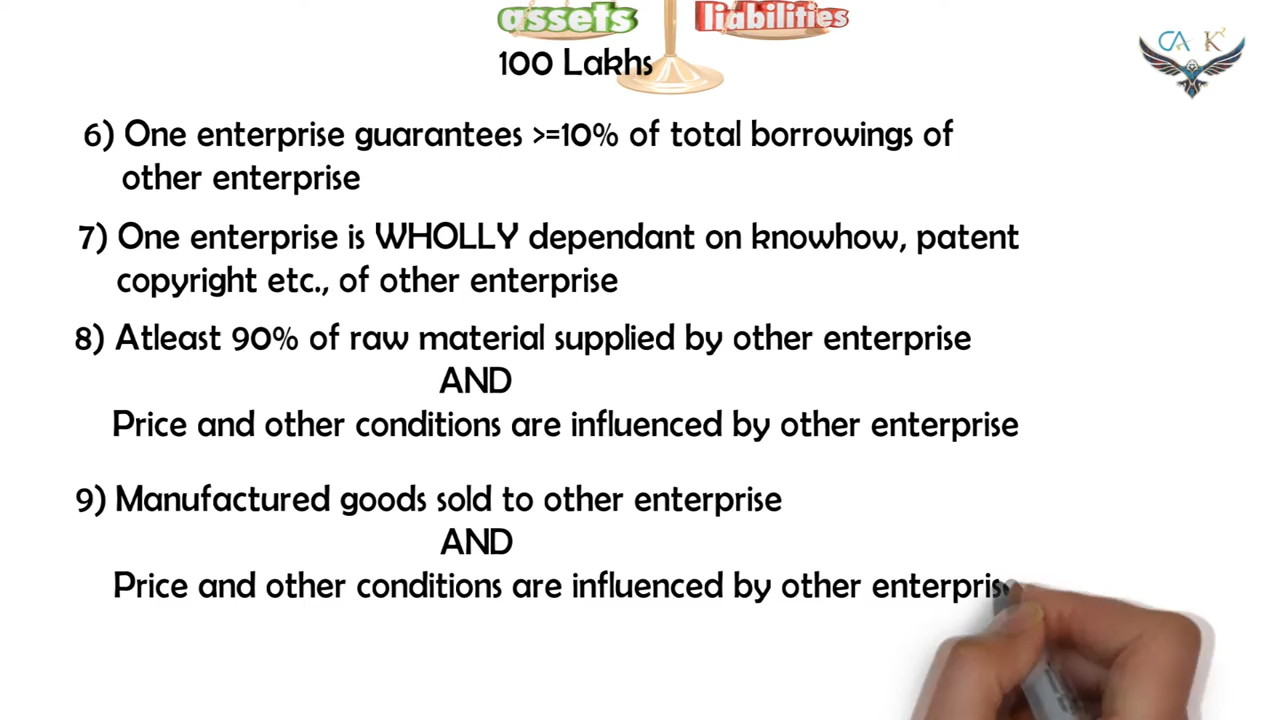 assets liabilities
100 Lakhs
CA K
6) One enterprise guarantees >=10% of total borrowings of
other enterprise
7) One enterprise is WHOLLY dependant on knowhow, patent
copyright etc., of other enterprise
8) Atleast 90% of raw material supplied by other enterprise
AND
Price and other conditions are influenced by other enterprise
9) Manufactured goods sold to other enterprise
AND
Price and other conditions are influenced by other enterprise